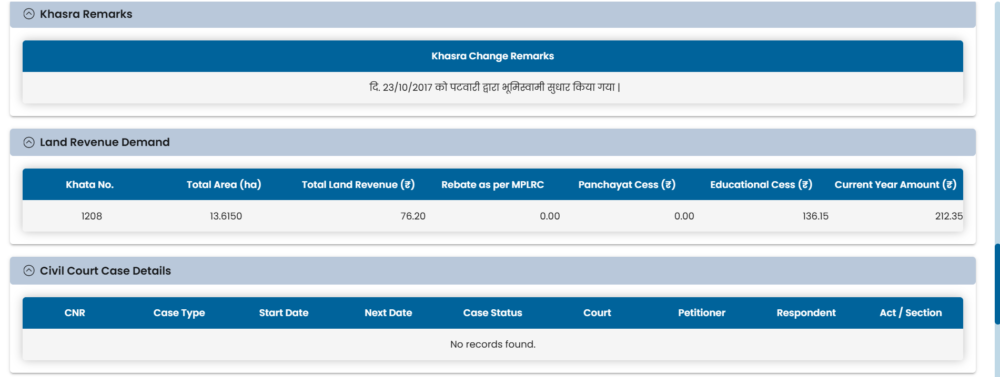 Khasra Remarks
Khasra Change Remarks
दि. 23/10/2017 को पटवारी द्वारा भूमिस्वामी सुधार किया गया |
Land Revenue Demand
Khata No. Total Area (ha) Total Land Revenue (₹) Rebate as per MPLRC Panchayat Cess (₹) Educational Cess (₹) Current Year Amount (₹)
1208 13.6150 76.20 0.00 0.00 136.15 212.35
Civil Court Case Details
CNR Case Type Start Date Next Date Case Status Court Petitioner Respondent Act / Section
No records found.